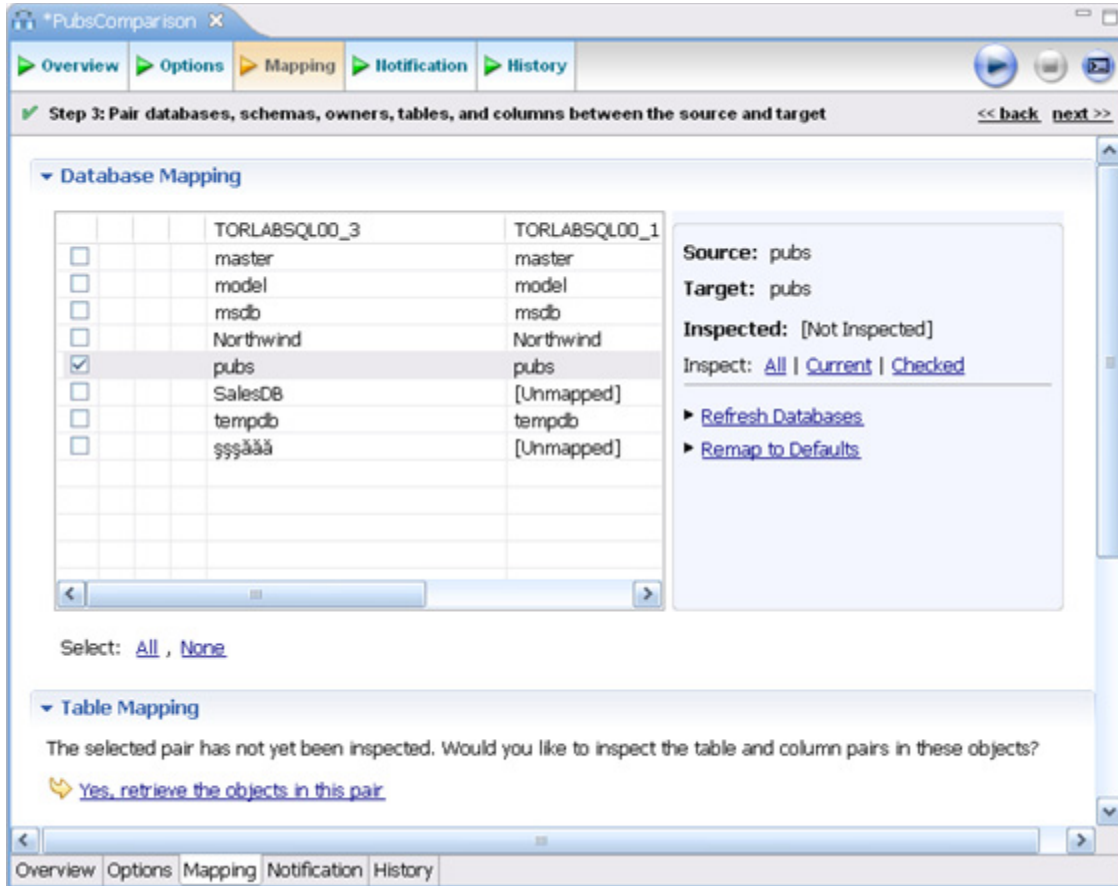 *PubsComparison
Overview Options Mapping Notification History
Step 3: Pair databases, schemas, owners, tables, and columns between the source and target << back next >>
Database Mapping
TORLABSQL00_3 TORLABSQL00_1
master master
model model
msdb msdb
Northwind Northwind
pubs pubs
SalesDB [Unmapped]
tempdb tempdb
şşşăăă [Unmapped]
Source: pubs
Target: pubs
Inspected: [Not Inspected]
Inspect: All | Current | Checked
Refresh Databases
Remap to Defaults
Select: All , None
Table Mapping
The selected pair has not yet been inspected. Would you like to inspect the table and column pairs in these objects?
Yes, retrieve the objects in this pair
Overview Options Mapping Notification History